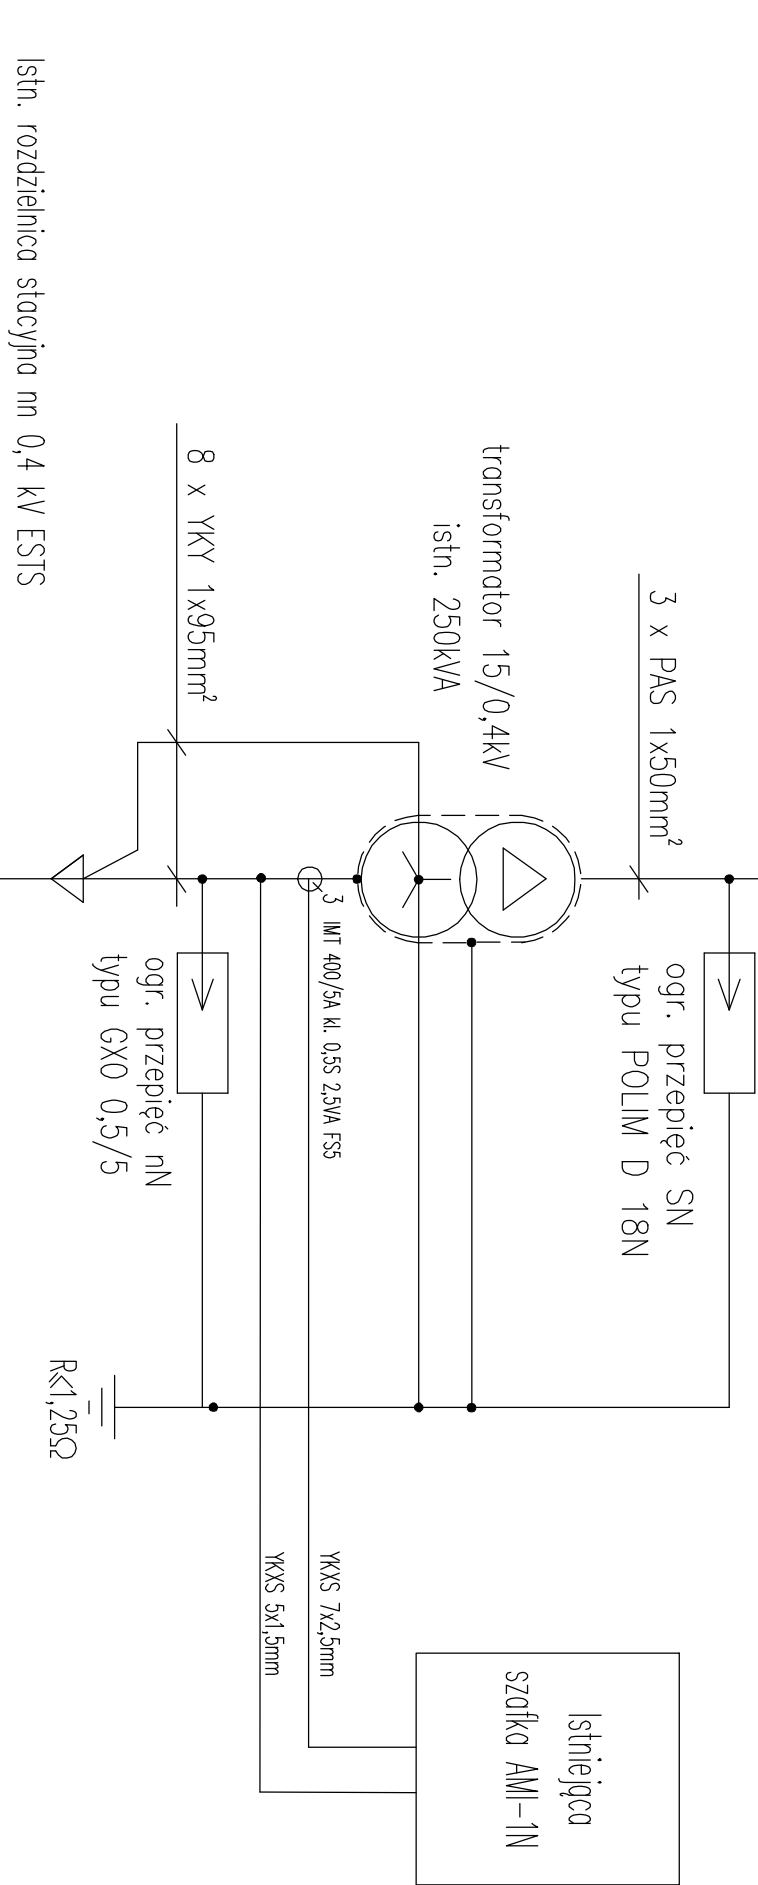 3 x PAS 1x50mm²
ogr. przepięć SN
typu POLIM D 18N
transformator 15/0,4kV
istn. 250kVA
Istniejąca
szafka AMI-1N
3 IMT 400/5A kl. 0,5S 2,5VA FS5
YKXS 7x2,5mm
YKXS 5x1,5mm
8 x YKY 1x95mm²
ogr. przepięć nN
typu GXO 0,5/5
R≤1,25Ω
Istn. rozdzielnica stacyjna nn 0,4 kV ESTS